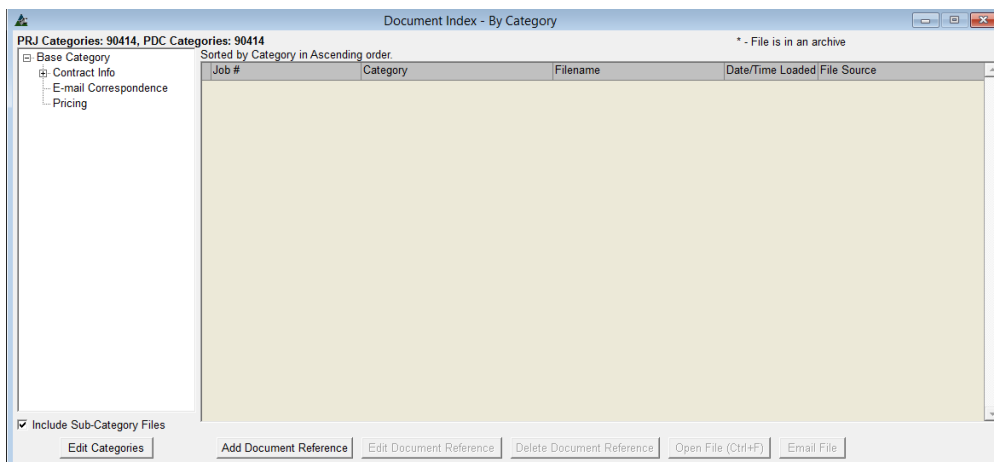 Document Index - By Category
PRJ Categories: 90414, PDC Categories: 90414
* - File is in an archive
Sorted by Category in Ascending order.
Base Category
Contract Info
E-mail Correspondence
Pricing
Job # Category Filename Date/Time Loaded File Source
Include Sub-Category Files
Edit Categories Add Document Reference Edit Document Reference Delete Document Reference Open File (Ctrl+F) Email File